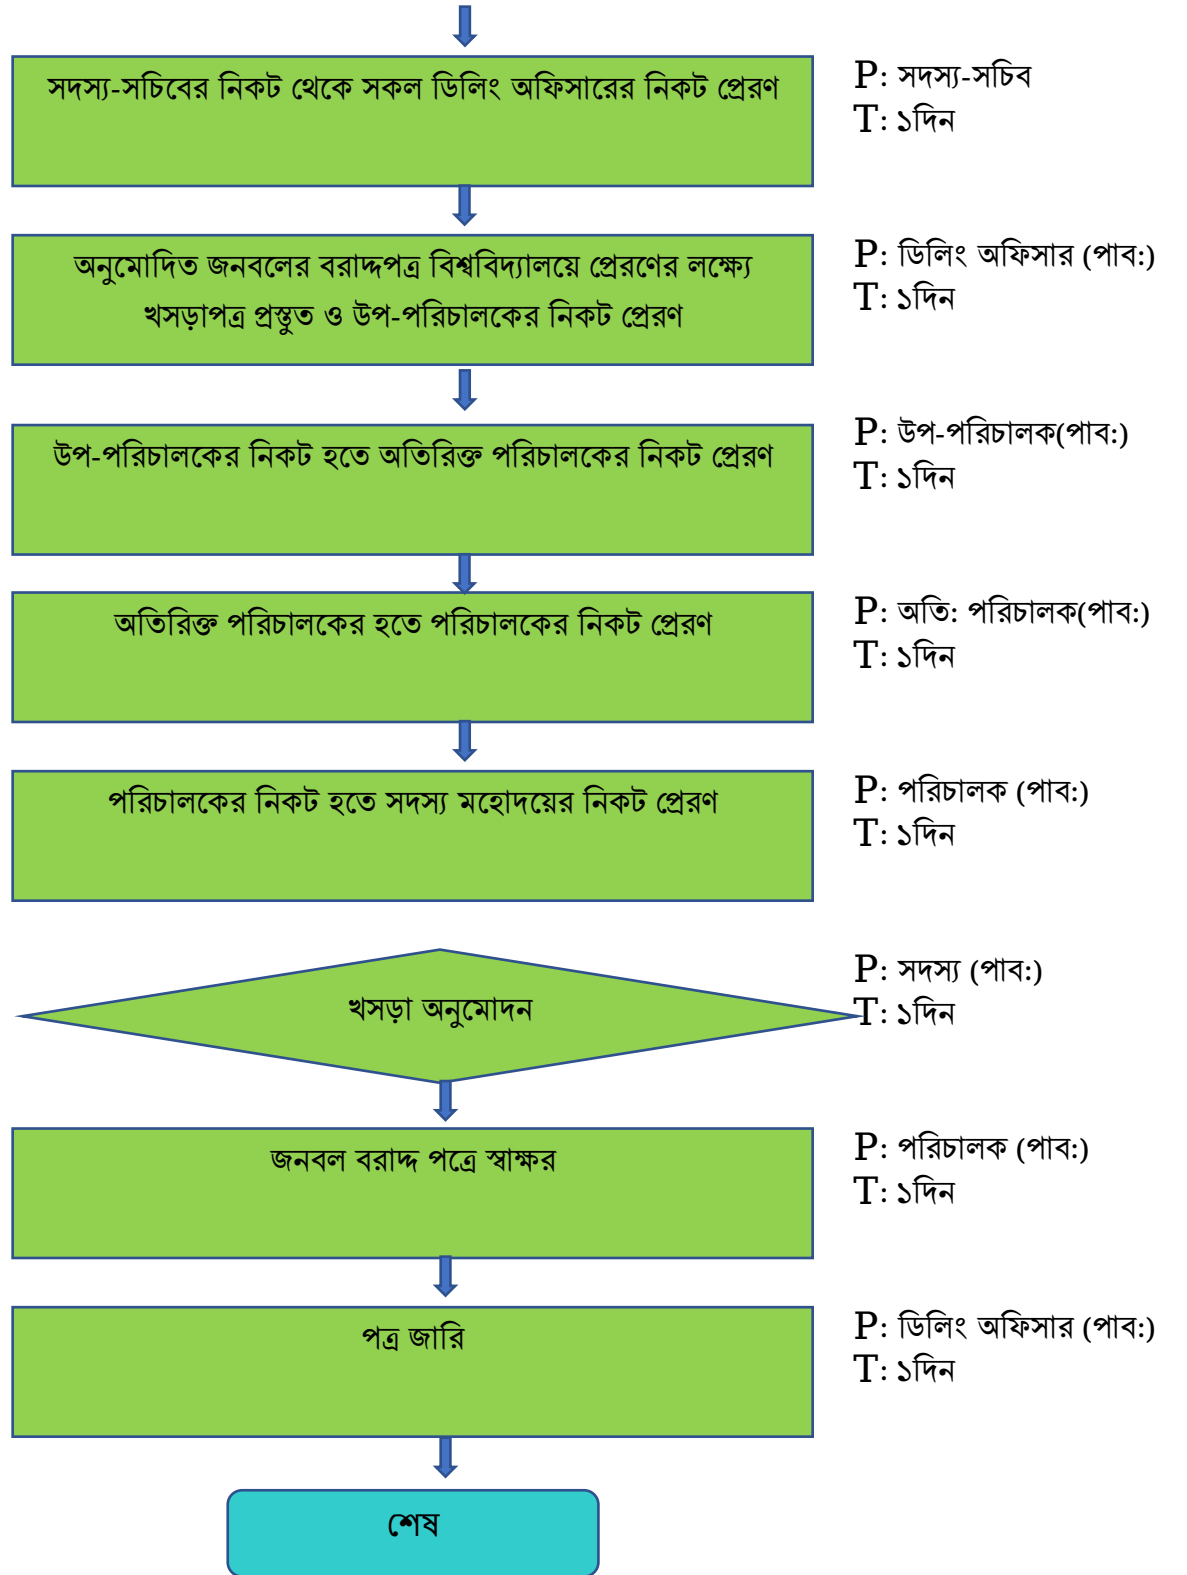 সদস্য-সচিবের নিকট থেকে সকল ডিলিং অফিসারের নিকট প্রেরণ
P: সদস্য-সচিব
T: ১দিন
অনুমোদিত জনবলের বরাদ্দপত্র বিশ্ববিদ্যালয়ে প্রেরণের লক্ষ্যে
খসড়াপত্র প্রস্তুত ও উপ-পরিচালকের নিকট প্রেরণ
P: ডিলিং অফিসার (পাব:)
T: ১দিন
উপ-পরিচালকের নিকট হতে অতিরিক্ত পরিচালকের নিকট প্রেরণ
P: উপ-পরিচালক(পাব:)
T: ১দিন
অতিরিক্ত পরিচালকের হতে পরিচালকের নিকট প্রেরণ
P: অতি: পরিচালক(পাব:)
T: ১দিন
পরিচালকের নিকট হতে সদস্য মহোদয়ের নিকট প্রেরণ
P: পরিচালক (পাব:)
T: ১দিন
খসড়া অনুমোদন
P: সদস্য (পাব:)
T: ১দিন
জনবল বরাদ্দ পত্রে স্বাক্ষর
P: পরিচালক (পাব:)
T: ১দিন
পত্র জারি
P: ডিলিং অফিসার (পাব:)
T: ১দিন
শেষ